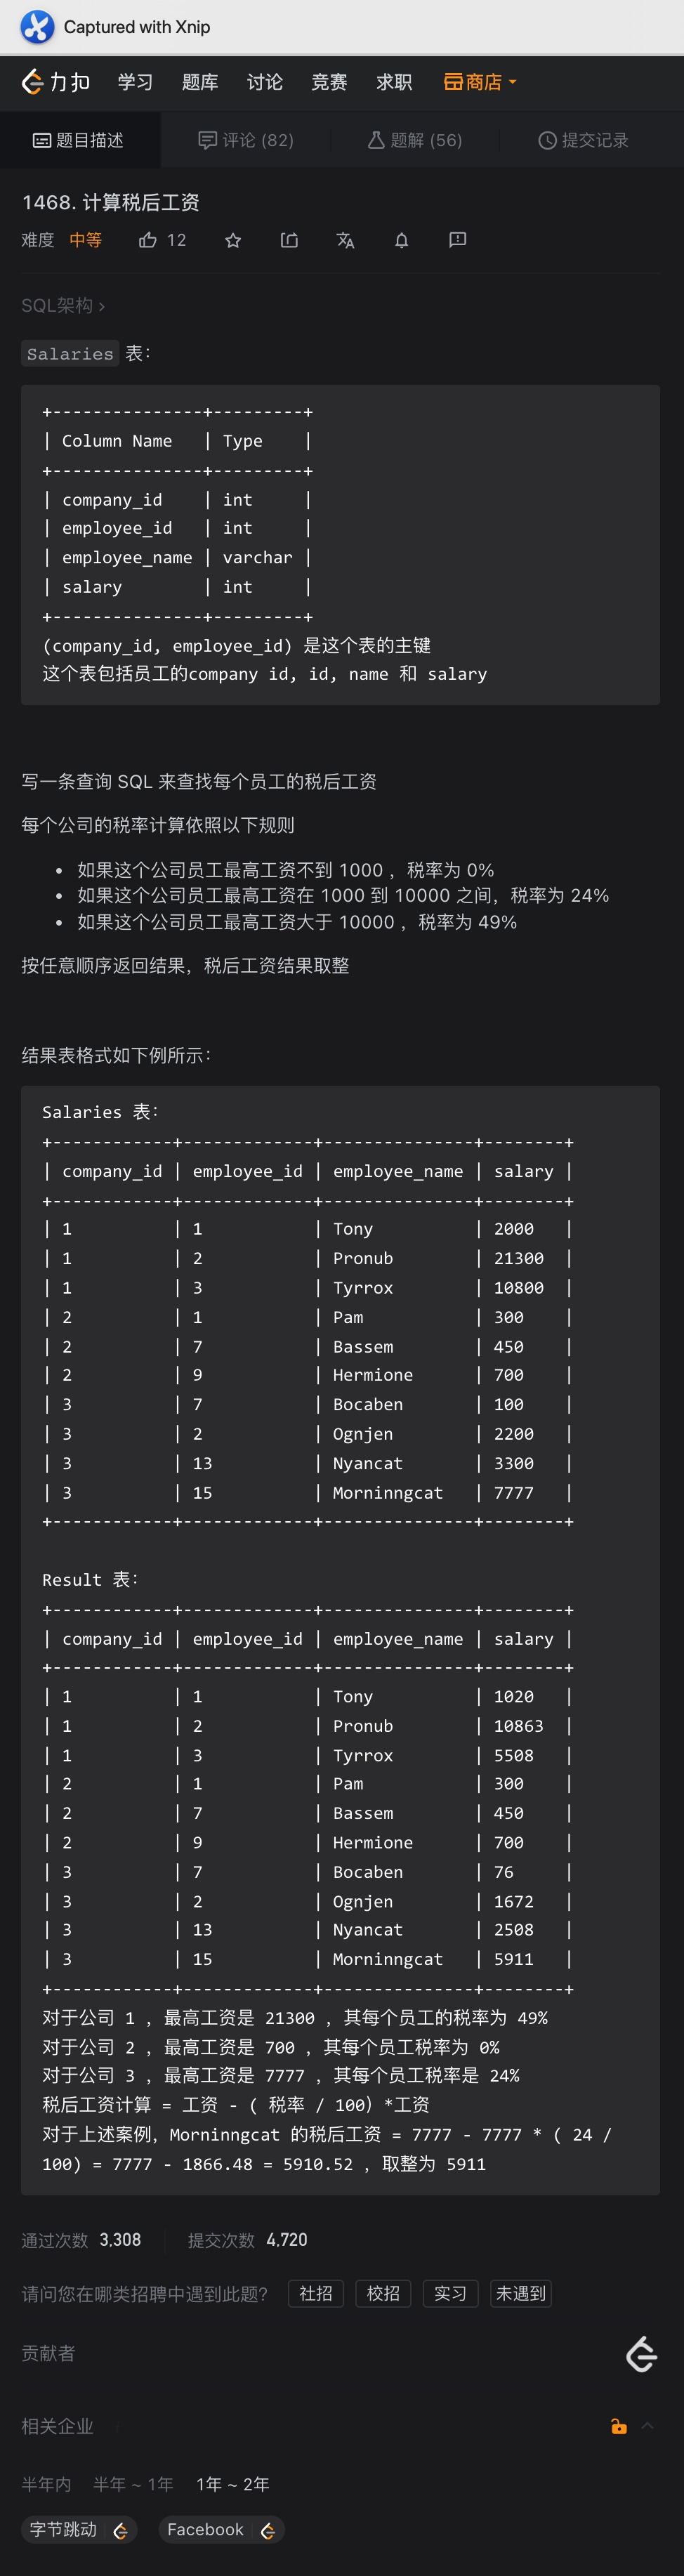 Captured with Xnip
力扣 学习 题库 讨论 竞赛 求职 商店
题目描述 评论 (82) 题解 (56) 提交记录
1468. 计算税后工资
难度 中等 12
SQL架构 ›
Salaries 表：
+---------------+---------+
| Column Name   | Type    |
+---------------+---------+
| company_id    | int     |
| employee_id   | int     |
| employee_name | varchar |
| salary        | int     |
+---------------+---------+
(company_id, employee_id) 是这个表的主键
这个表包括员工的company id, id, name 和 salary
写一条查询 SQL 来查找每个员工的税后工资
每个公司的税率计算依照以下规则
• 如果这个公司员工最高工资不到 1000 ，税率为 0%
• 如果这个公司员工最高工资在 1000 到 10000 之间，税率为 24%
• 如果这个公司员工最高工资大于 10000 ，税率为 49%
按任意顺序返回结果，税后工资结果取整
结果表格式如下例所示：
Salaries 表：
+------------+-------------+---------------+--------+
| company_id | employee_id | employee_name | salary |
+------------+-------------+---------------+--------+
| 1          | 1           | Tony          | 2000   |
| 1          | 2           | Pronub        | 21300  |
| 1          | 3           | Tyrrox        | 10800  |
| 2          | 1           | Pam           | 300    |
| 2          | 7           | Bassem        | 450    |
| 2          | 9           | Hermione      | 700    |
| 3          | 7           | Bocaben       | 100    |
| 3          | 2           | Ognjen        | 2200   |
| 3          | 13          | Nyancat       | 3300   |
| 3          | 15          | Morninngcat   | 7777   |
+------------+-------------+---------------+--------+
Result 表：
+------------+-------------+---------------+--------+
| company_id | employee_id | employee_name | salary |
+------------+-------------+---------------+--------+
| 1          | 1           | Tony          | 1020   |
| 1          | 2           | Pronub        | 10863  |
| 1          | 3           | Tyrrox        | 5508   |
| 2          | 1           | Pam           | 300    |
| 2          | 7           | Bassem        | 450    |
| 2          | 9           | Hermione      | 700    |
| 3          | 7           | Bocaben       | 76     |
| 3          | 2           | Ognjen        | 1672   |
| 3          | 13          | Nyancat       | 2508   |
| 3          | 15          | Morninngcat   | 5911   |
+------------+-------------+---------------+--------+
对于公司 1 ，最高工资是 21300 ，其每个员工的税率为 49%
对于公司 2 ，最高工资是 700 ，其每个员工税率为 0%
对于公司 3 ，最高工资是 7777 ，其每个员工税率是 24%
税后工资计算 = 工资 - ( 税率 / 100）*工资
对于上述案例，Morninngcat 的税后工资 = 7777 - 7777 * ( 24 /
100) = 7777 - 1866.48 = 5910.52 ，取整为 5911
通过次数 3,308 提交次数 4,720
请问您在哪类招聘中遇到此题？ 社招 校招 实习 未遇到
贡献者
相关企业
半年内 半年 ~ 1年 1年 ~ 2年
字节跳动 Facebook